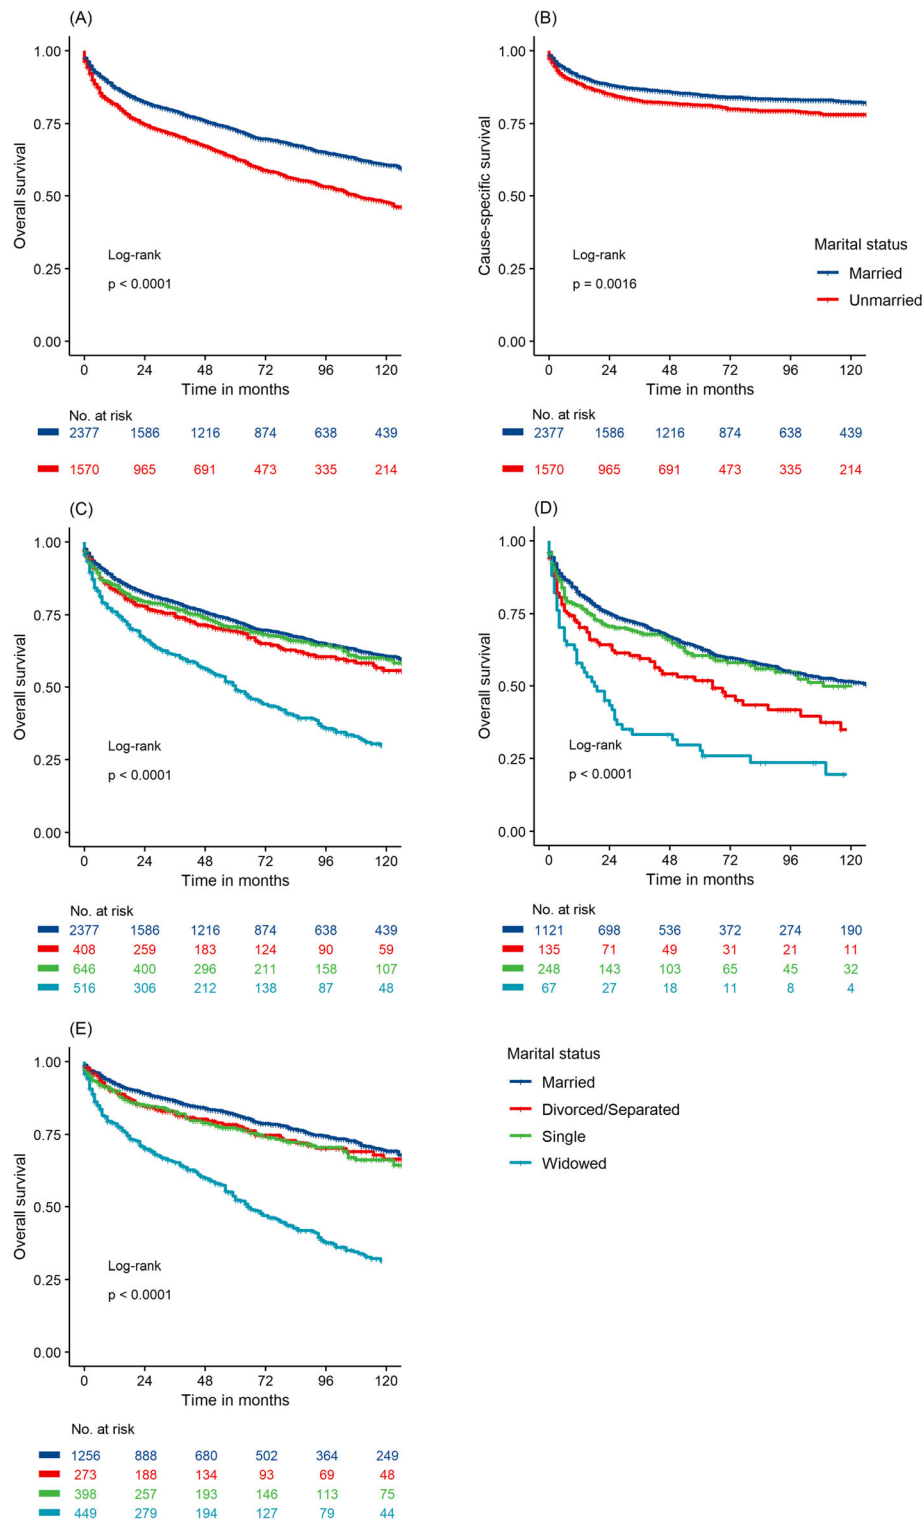 (A)
1.00
0.75
0.50
0.25
0.00
Overall survival
Log-rank
p < 0.0001
0 24 48 72 96 120
Time in months
No. at risk
2377 1586 1216 874 638 439
1570 965 691 473 335 214
(B)
1.00
0.75
0.50
0.25
0.00
Cause-specific survival
Log-rank
p = 0.0016
Marital status
Married
Unmarried
0 24 48 72 96 120
Time in months
No. at risk
2377 1586 1216 874 638 439
1570 965 691 473 335 214
(C)
1.00
0.75
0.50
0.25
0.00
Overall survival
Log-rank
p < 0.0001
0 24 48 72 96 120
Time in months
No. at risk
2377 1586 1216 874 638 439
408 259 183 124 90 59
646 400 296 211 158 107
516 306 212 138 87 48
(D)
1.00
0.75
0.50
0.25
0.00
Overall survival
Log-rank
p < 0.0001
0 24 48 72 96 120
Time in months
No. at risk
1121 698 536 372 274 190
135 71 49 31 21 11
248 143 103 65 45 32
67 27 18 11 8 4
(E)
1.00
0.75
0.50
0.25
0.00
Overall survival
Log-rank
p < 0.0001
0 24 48 72 96 120
Time in months
No. at risk
1256 888 680 502 364 249
273 188 134 93 69 48
398 257 193 146 113 75
449 279 194 127 79 44
Marital status
Married
Divorced/Separated
Single
Widowed